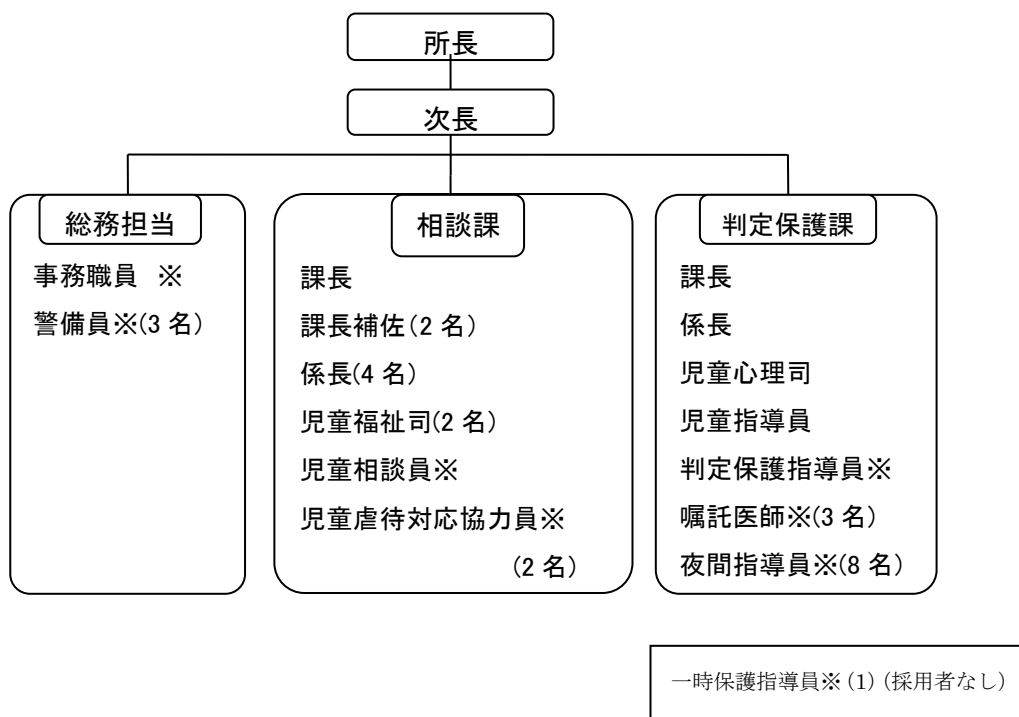 所長
次長
総務担当
事務職員　※
警備員※(3 名)
相談課
課長
課長補佐(2 名)
係長(4 名)
児童福祉司(2 名)
児童相談員※
児童虐待対応協力員※
(2 名)
判定保護課
課長
係長
児童心理司
児童指導員
判定保護指導員※
嘱託医師※(3 名)
夜間指導員※(8 名)
一時保護指導員※(1)(採用者なし)